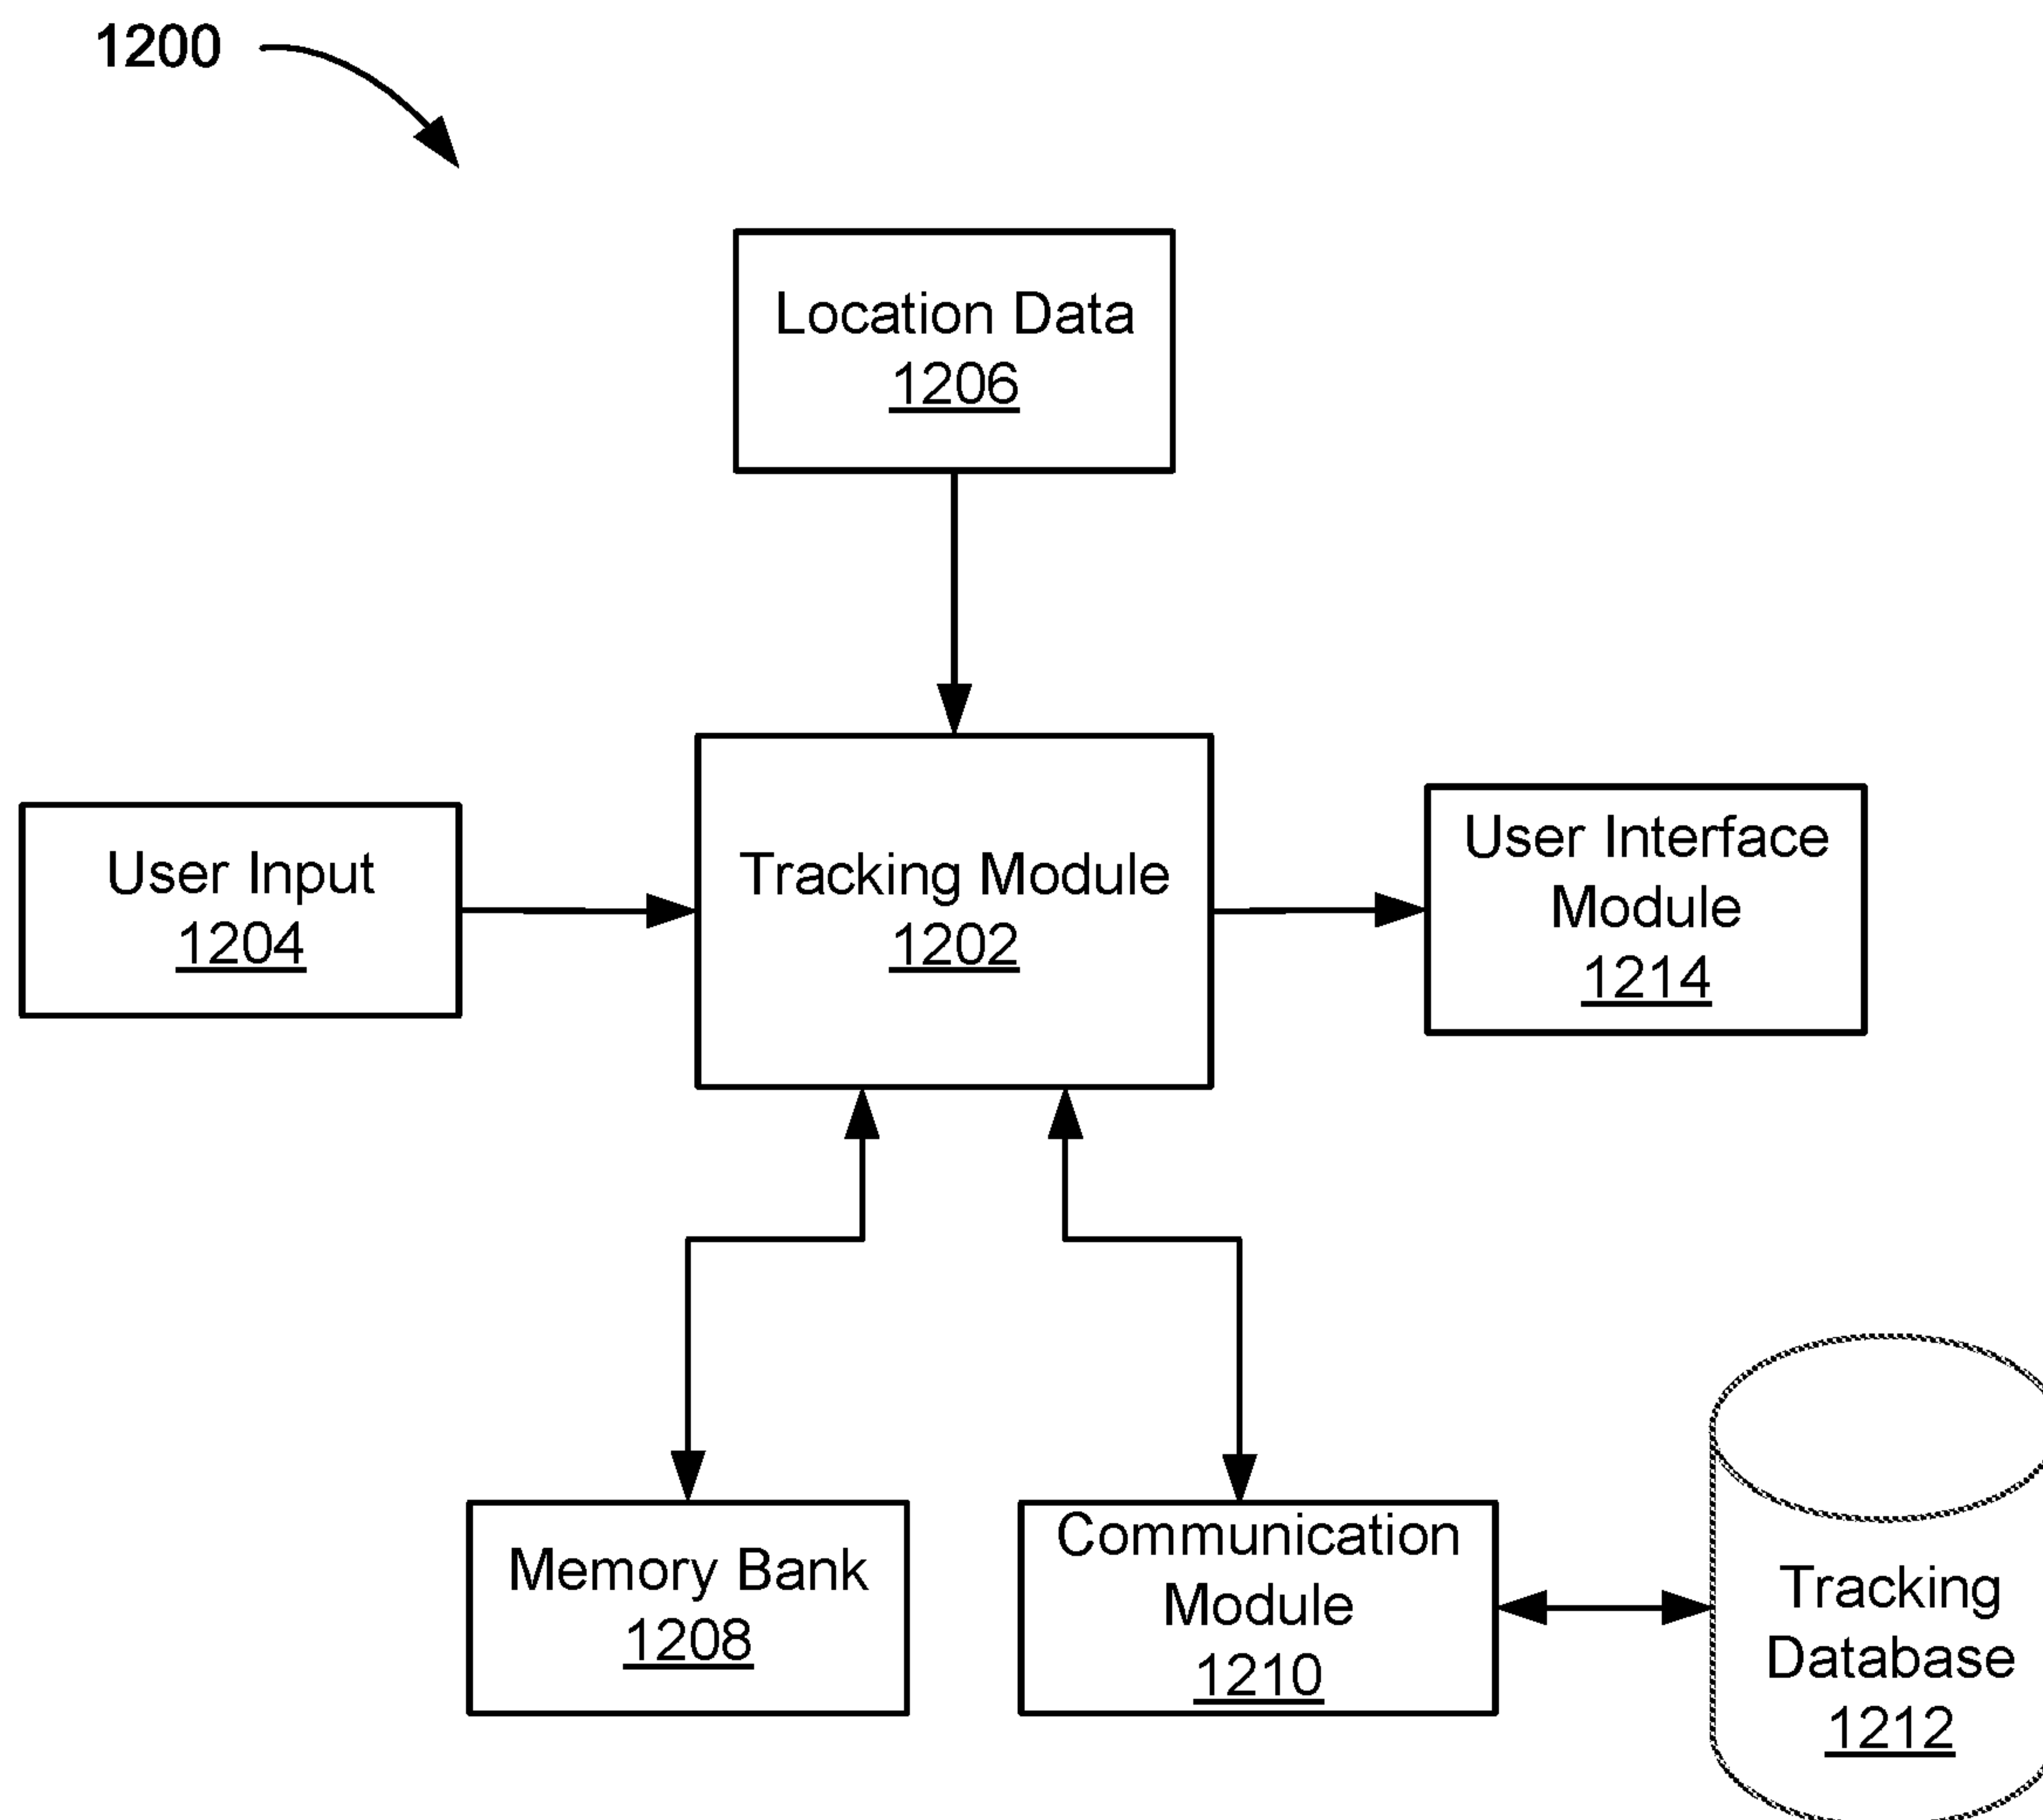 1200
Location Data
1206
User Input
1204
Tracking Module
1202
User Interface
Module
1214
Memory Bank
1208
Communication
Module
1210
Tracking
Database
1212